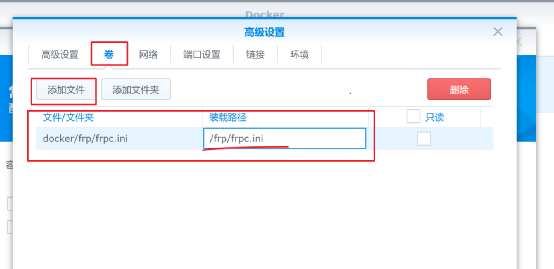 Docker
高级设置
高级设置 卷 网络 端口设置 链接 环境
添加文件 添加文件夹 删除
文件/文件夹 装载路径 只读
docker/frp/frpc.ini /frp/frpc.ini